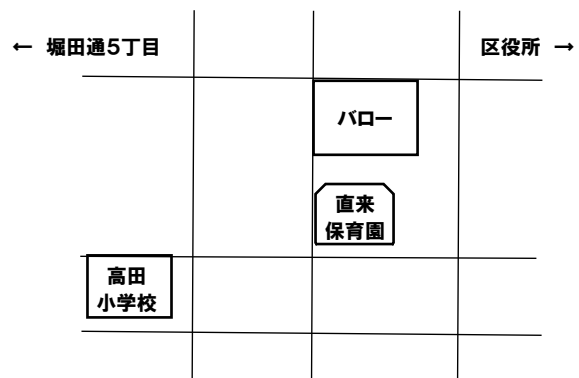 ← 堀田通5丁目
区役所 →
バロー
直来
保育園
高田
小学校